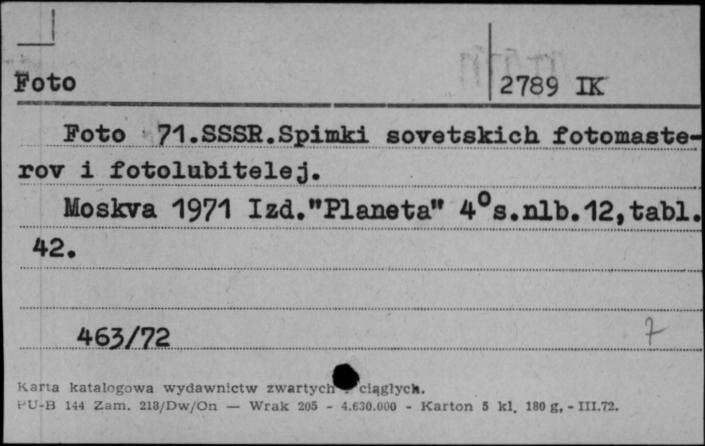 Foto
2789 IK
Foto 71.SSSR.Spimki sovetskich fotomaste-
rov i fotolubitelej.
Moskva 1971 Izd."Planeta" 4⁰s.nlb.12,tabl.
42.
463/72
7
Karta katalogowa wydawnictw zwartych i ciągłych.
PU-B 144 Zam. 218/Dw/On — Wrak 205 - 4.630.000 - Karton 5 kl. 180 g, - III.72.